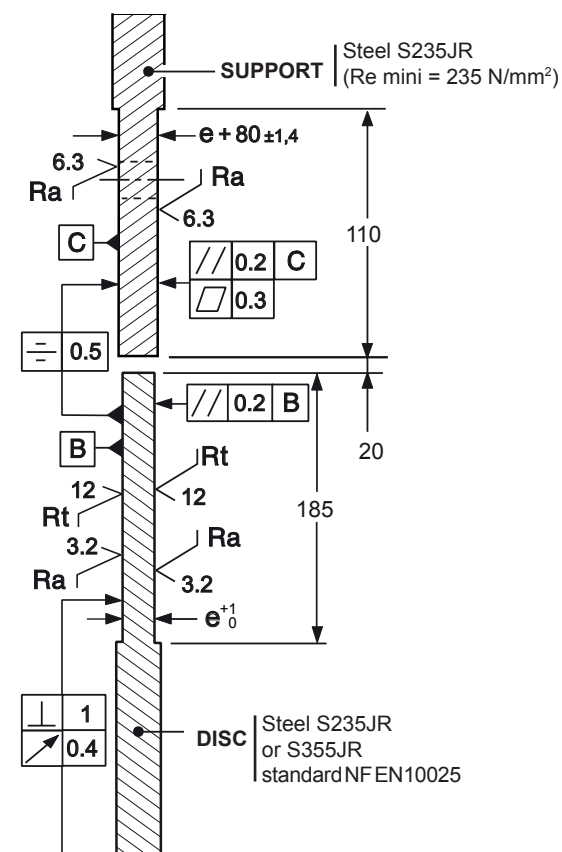 SUPPORT
Steel S235JR
(Re mini = 235 N/mm²)
e + 80 ±1,4
6.3
Ra
Ra
6.3
C
// 0.2 C
0.3
110
0.5
// 0.2 B
B
20
Rt
12
12
Rt
185
3.2
Ra
Ra
3.2
e +1 0
⊥ 1
0.4
DISC
Steel S235JR
or S355JR
standard NF EN10025